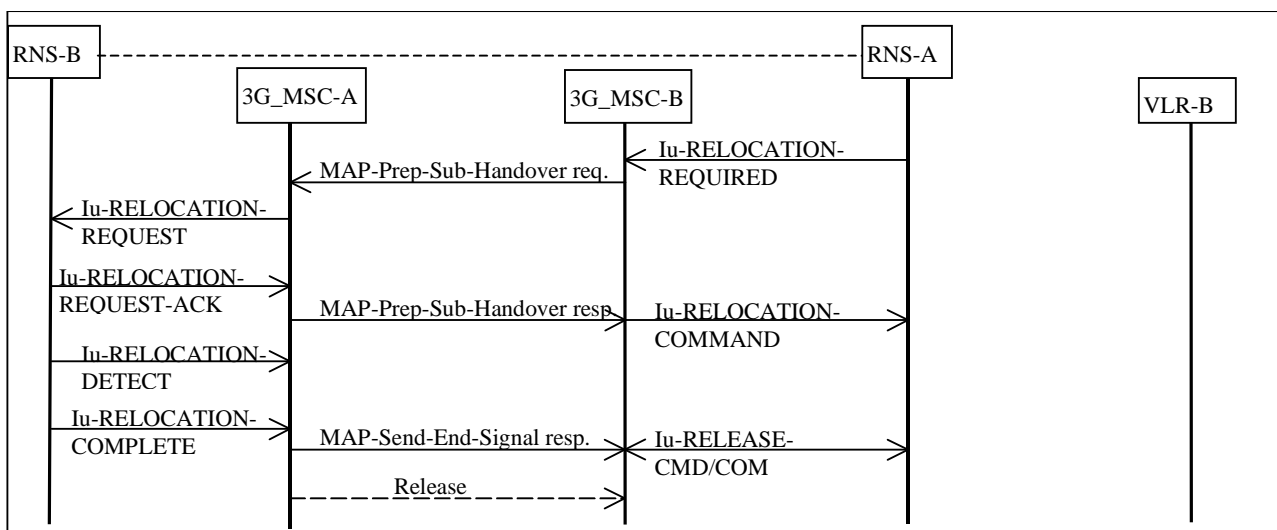 RNS-B
RNS-A
3G_MSC-A
3G_MSC-B
VLR-B
Iu-RELOCATION-
REQUIRED
MAP-Prep-Sub-Handover req.
Iu-RELOCATION-
REQUEST
Iu-RELOCATION-
REQUEST-ACK
MAP-Prep-Sub-Handover resp
Iu-RELOCATION-
COMMAND
Iu-RELOCATION-
DETECT
Iu-RELOCATION-
COMPLETE
MAP-Send-End-Signal resp.
Iu-RELEASE-
CMD/COM
Release